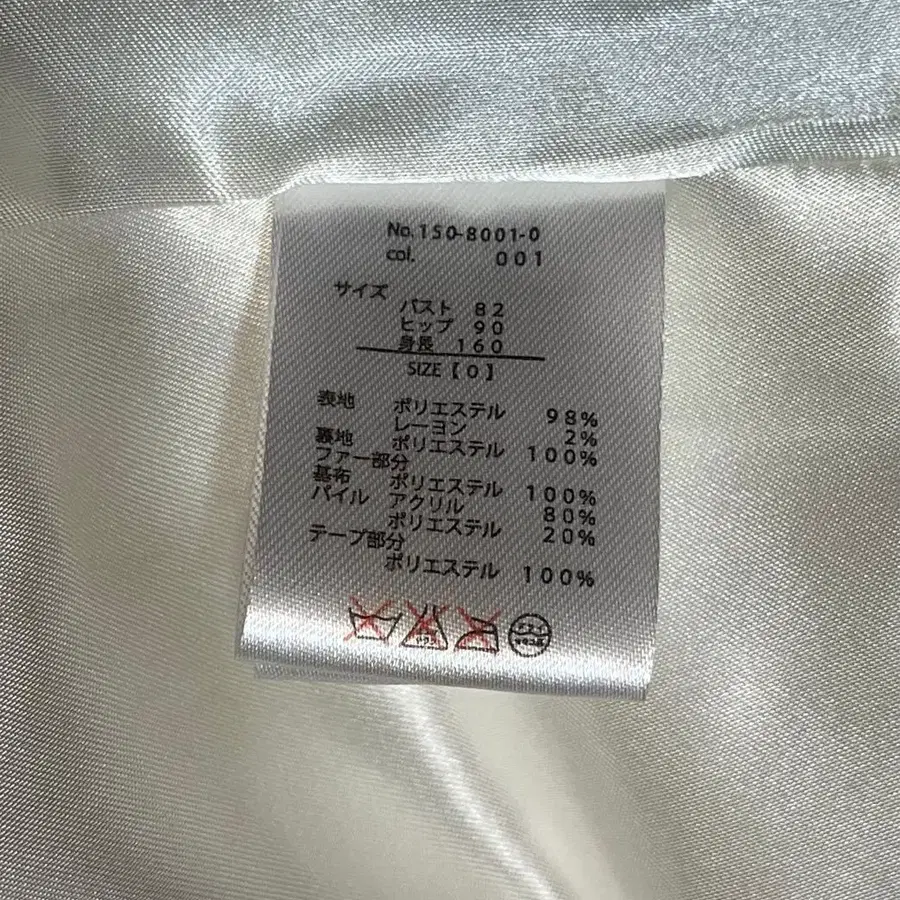 No.150-8001-0
col. 001
サイズ
バスト 82
ヒップ 90
身長 160
SIZE【0】
表地 ポリエステル 98%
レーヨン 2%
裏地 ポリエステル 100%
ファー部分
基布 ポリエステル 100%
パイル アクリル 80%
ポリエステル 20%
テープ部分
ポリエステル 100%